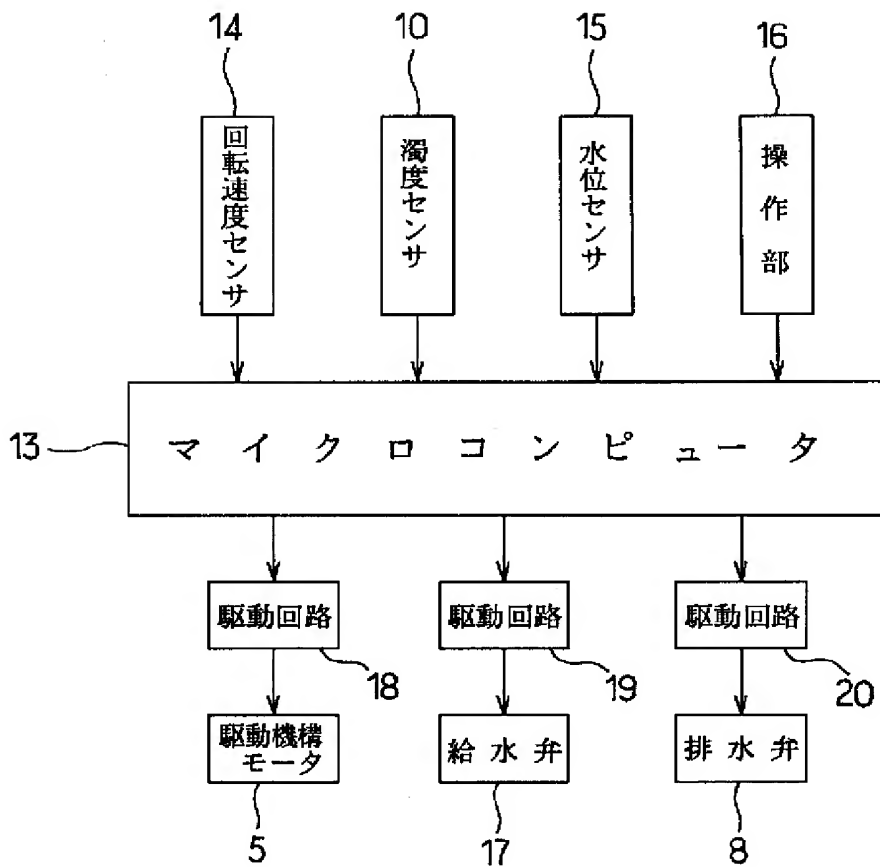 14
10
15
16
回転速度センサ
濁度センサ
水位センサ
操作部
13
マイクロコンピュータ
駆動回路
駆動回路
駆動回路
18
19
20
駆動機構
モータ
給水弁
排水弁
5
17
8